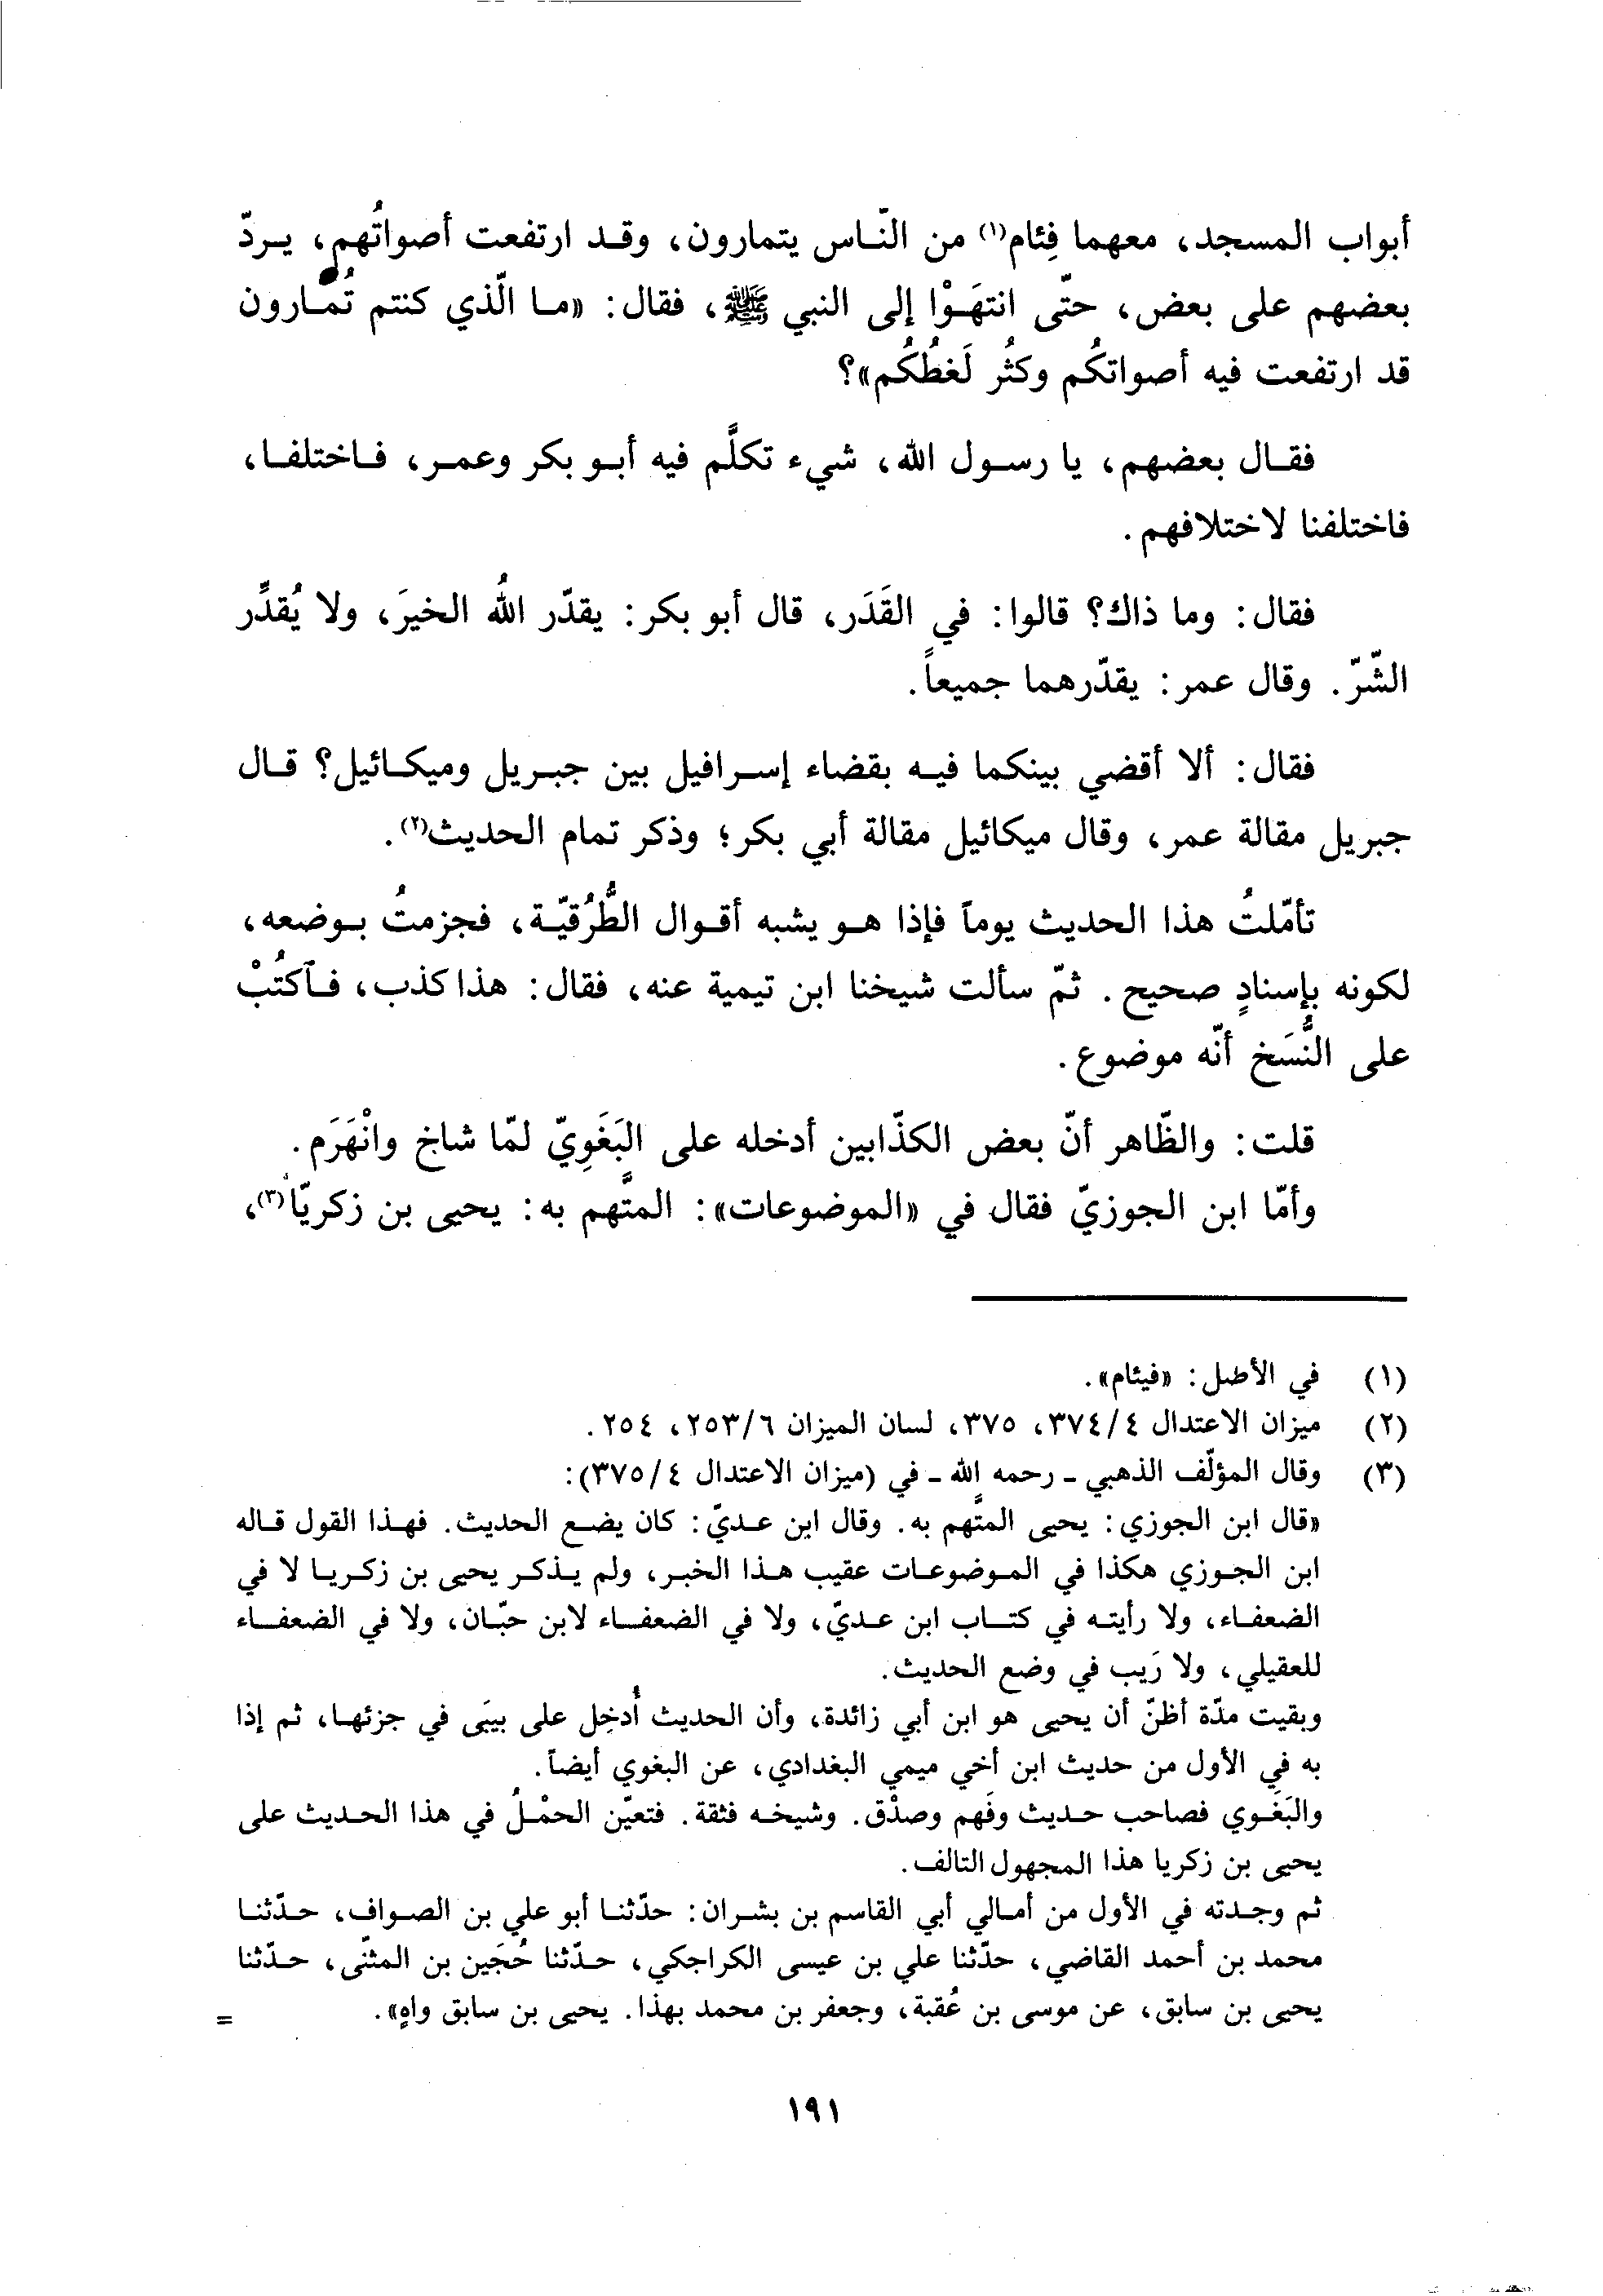 أبواب المسجد، معهما فِئام(١) من النّاس يتمارون، وقد ارتفعت أصواتُهم، يردّ
بعضهم على بعض، حتّى انتهَوْا إلى النبي ﷺ، فقال: «ما الّذي كنتم تُمارون
قد ارتفعت فيه أصواتكُم وكثُر لَغطُكُم»؟
فقال بعضهم، يا رسول الله، شيء تكلَّم فيه أبو بكر وعمر، فاختلفا،
فاختلفنا لاختلافهم.
فقال: وما ذاك؟ قالوا: في القَدَر، قال أبو بكر: يقدّر اللهُ الخيرَ، ولا يُقدِّر
الشّرّ. وقال عمر: يقدّرهما جميعاً.
فقال: ألا أقضي بينكما فيه بقضاء إسرافيل بين جبريل وميكائيل؟ قال
جبريل مقالة عمر، وقال ميكائيل مقالة أبي بكر؛ وذكر تمام الحديث(٢).
تأمّلتُ هذا الحديث يوماً فإذا هو يشبه أقوال الطُّرُقيّة، فجزمتُ بوضعه،
لكونه بإسنادٍ صحيح. ثمّ سألت شيخنا ابن تيمية عنه، فقال: هذا كذب، فٱكتُبْ
على النُّسَخ أنّه موضوع.
قلت: والظّاهر أنّ بعض الكذّابين أدخله على البَغَوِيّ لمّا شاخ وانْهَرَم.
وأمّا ابن الجوزيّ فقال في «الموضوعات»: المتَّهم به: يحيى بن زكريّا(٣)،
(١) في الأصل: «فيئام».
(٢) ميزان الاعتدال ٣٧٤/٤، ٣٧٥، لسان الميزان ٢٥٣/٦، ٢٥٤.
(٣) وقال المؤلّف الذهبي - رحمه الله - في (ميزان الاعتدال ٣٧٥/٤):
«قال ابن الجوزي: يحيى المتَّهم به. وقال ابن عديّ: كان يضع الحديث. فهذا القول قاله
ابن الجوزي هكذا في الموضوعات عقيب هذا الخبر، ولم يذكر يحيى بن زكريا لا في
الضعفاء، ولا رأيته في كتاب ابن عديّ، ولا في الضعفاء لابن حبّان، ولا في الضعفاء
للعقيلي، ولا رَيب في وضع الحديث.
وبقيت مدّة أظنّ أن يحيى هو ابن أبي زائدة، وأن الحديث أُدخِل على بيبَى في جزئها، ثم إذا
به في الأول من حديث ابن أخي ميمي البغدادي، عن البغوي أيضاً.
والبَغَوي فصاحب حديث وفَهم وصدْق. وشيخه فثقة. فتعيّن الحمْلُ في هذا الحديث على
يحيى بن زكريا هذا المجهول التالف.
ثم وجدته في الأول من أمالي أبي القاسم بن بشران: حدّثنا أبو علي بن الصواف، حدّثنا
محمد بن أحمد القاضي، حدّثنا علي بن عيسى الكراجكي، حدّثنا حُجَين بن المثنّى، حدّثنا
يحيى بن سابق، عن موسى بن عُقبة، وجعفر بن محمد بهذا. يحيى بن سابق واهٍ». =
١٩١